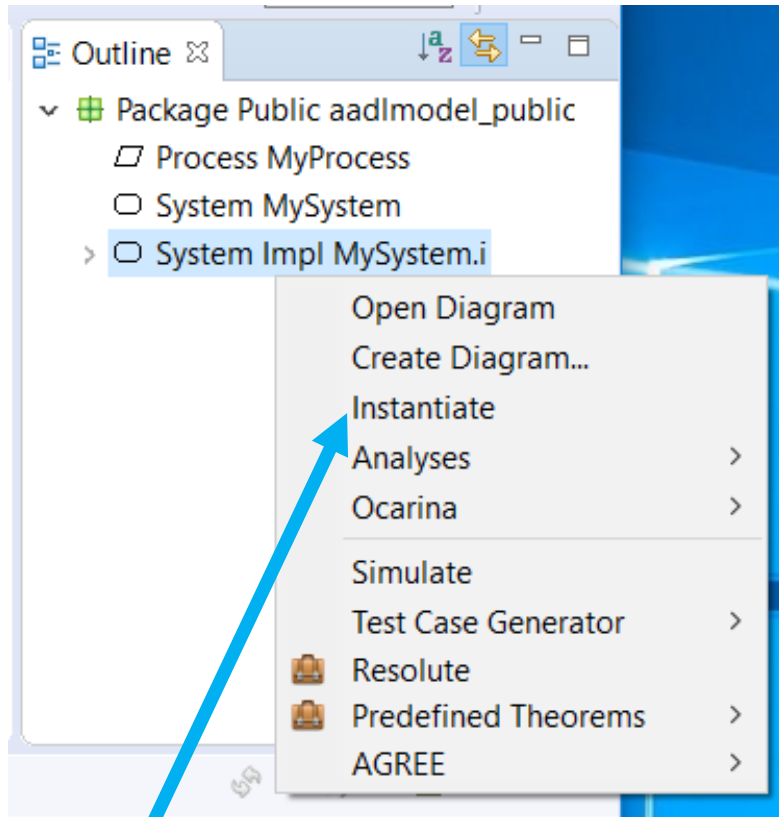 Outline
Package Public aadlmodel_public
Process MyProcess
System MySystem
System Impl MySystem.i
Open Diagram
Create Diagram...
Instantiate
Analyses
Ocarina
Simulate
Test Case Generator
Resolute
Predefined Theorems
AGREE